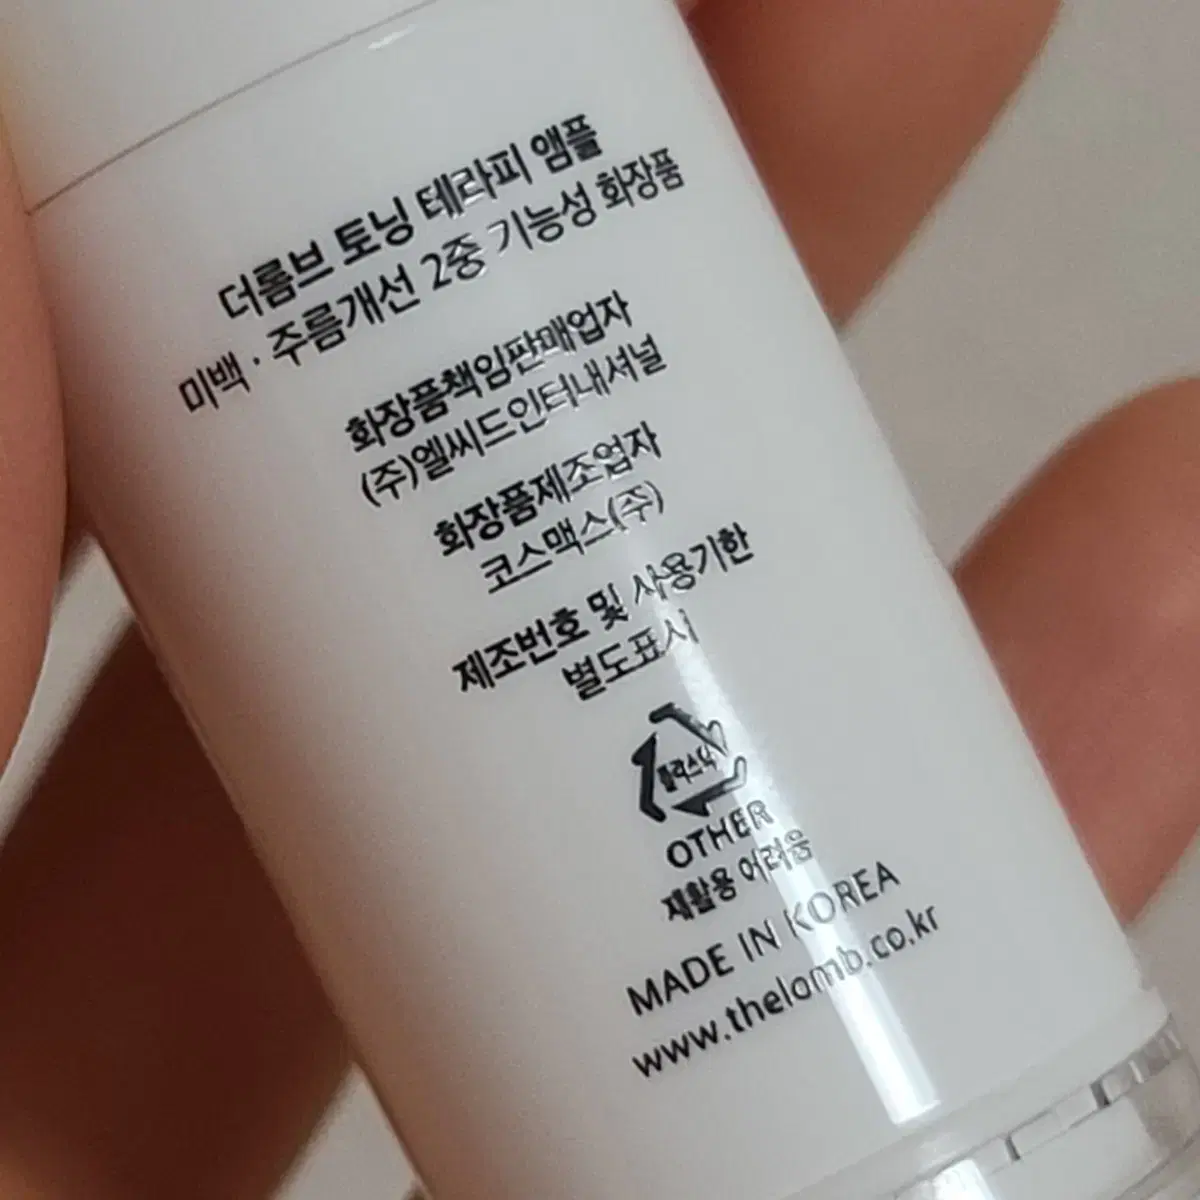 더롬브 토닝 테라피 앰플
미백 · 주름개선 2중 기능성 화장품
화장품책임판매업자
(주)엘씨드인터내셔널
화장품제조업자
코스맥스(주)
제조번호 및 사용기한
별도표시
플라스틱
OTHER
재활용 어려움
MADE IN KOREA
www.thelomb.co.kr